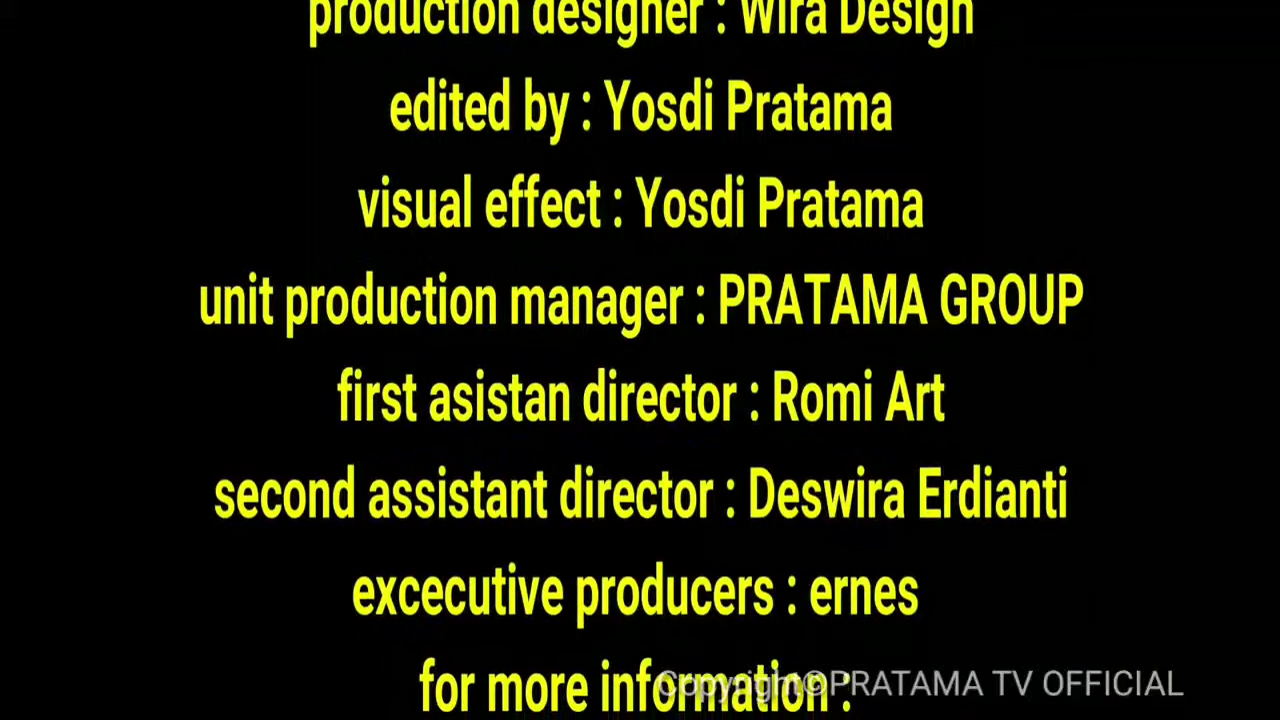 production designer : Wira Design
edited by : Yosdi Pratama
visual effect : Yosdi Pratama
unit production manager : PRATAMA GROUP
first asistan director : Romi Art
second assistant director : Deswira Erdianti
excecutive producers : ernes
for more information :
Copyright©PRATAMA TV OFFICIAL